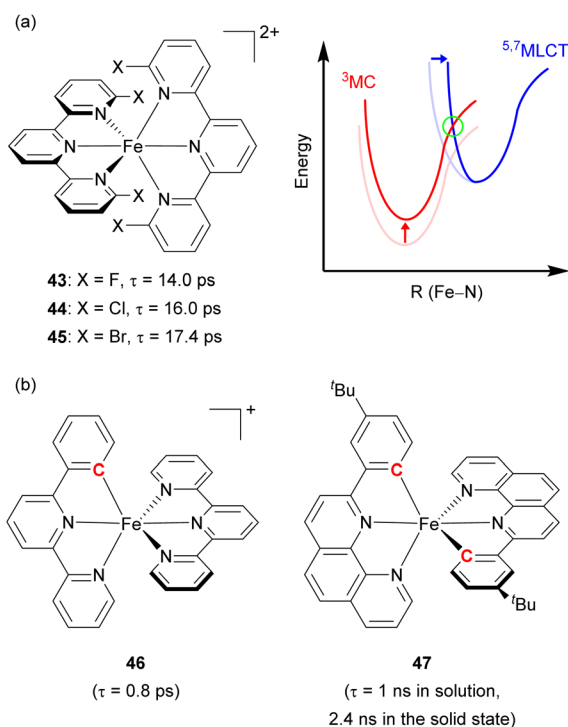 (a)
2+
X
X
N
N
N
Fe
N
N
N
X
X
43: X = F, τ = 14.0 ps
44: X = Cl, τ = 16.0 ps
45: X = Br, τ = 17.4 ps
5,7MLCT
3MC
Energy
R (Fe–N)
(b)
+
C
N
N
Fe
N
N
N
46
(τ = 0.8 ps)
tBu
C
N
N
Fe
N
N
C
tBu
47
(τ = 1 ns in solution,
2.4 ns in the solid state)